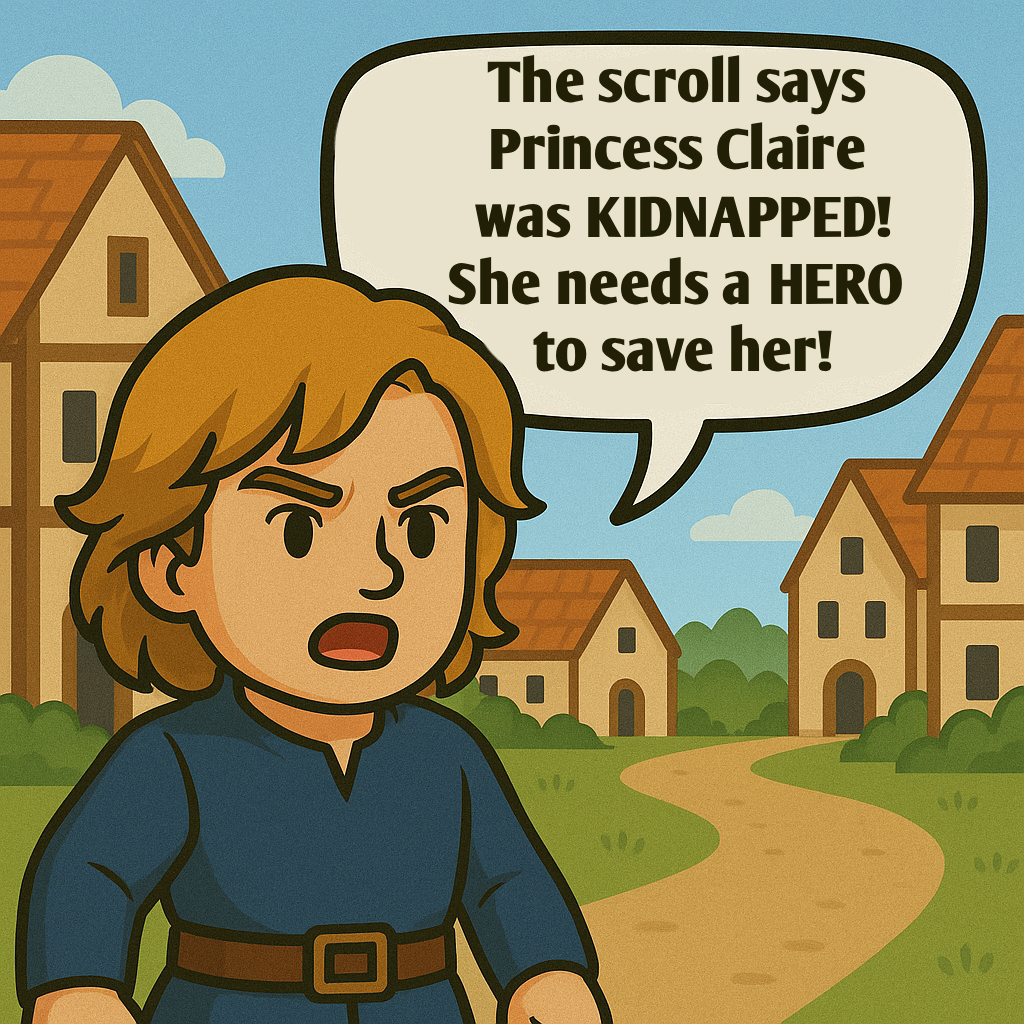 The scroll says
Princess Claire
was KIDNAPPED!
She needs a HERO
to save her!